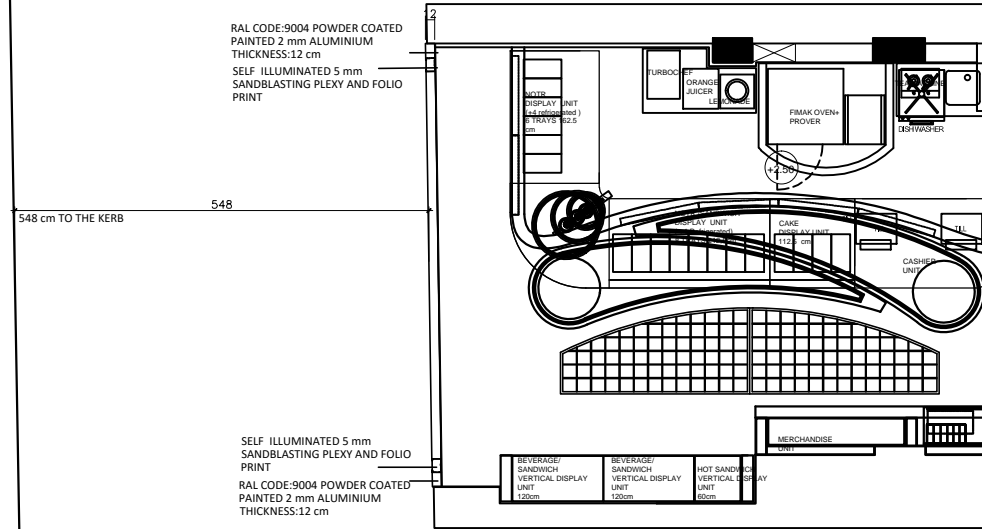 12
RAL CODE:9004 POWDER COATED
PAINTED 2 mm ALUMINIUM
THICKNESS:12 cm
SELF ILLUMINATED 5 mm
SANDBLASTING PLEXY AND FOLIO
PRINT
TURBOCHEF
ORANGE
JUICER
LEMONADE
NOTR
DISPLAY UNIT
(+4 refrigerated )
6 TRAYS 162.5
cm
FIMAK OVEN+
PROVER
DISHWASHER
+2.50
548
548 cm TO THE KERB
DISPLAY UNIT
CAKE
DISPLAY UNIT
112.5 cm
TILL
CASHIER
UNIT
SELF ILLUMINATED 5 mm
SANDBLASTING PLEXY AND FOLIO
PRINT
RAL CODE:9004 POWDER COATED
PAINTED 2 mm ALUMINIUM
THICKNESS:12 cm
MERCHANDISE
UNIT
BEVERAGE/
SANDWICH
VERTICAL DISPLAY
UNIT
120cm
BEVERAGE/
SANDWICH
VERTICAL DISPLAY
UNIT
120cm
HOT SANDWICH
VERTICAL DISPLAY
UNIT
60cm